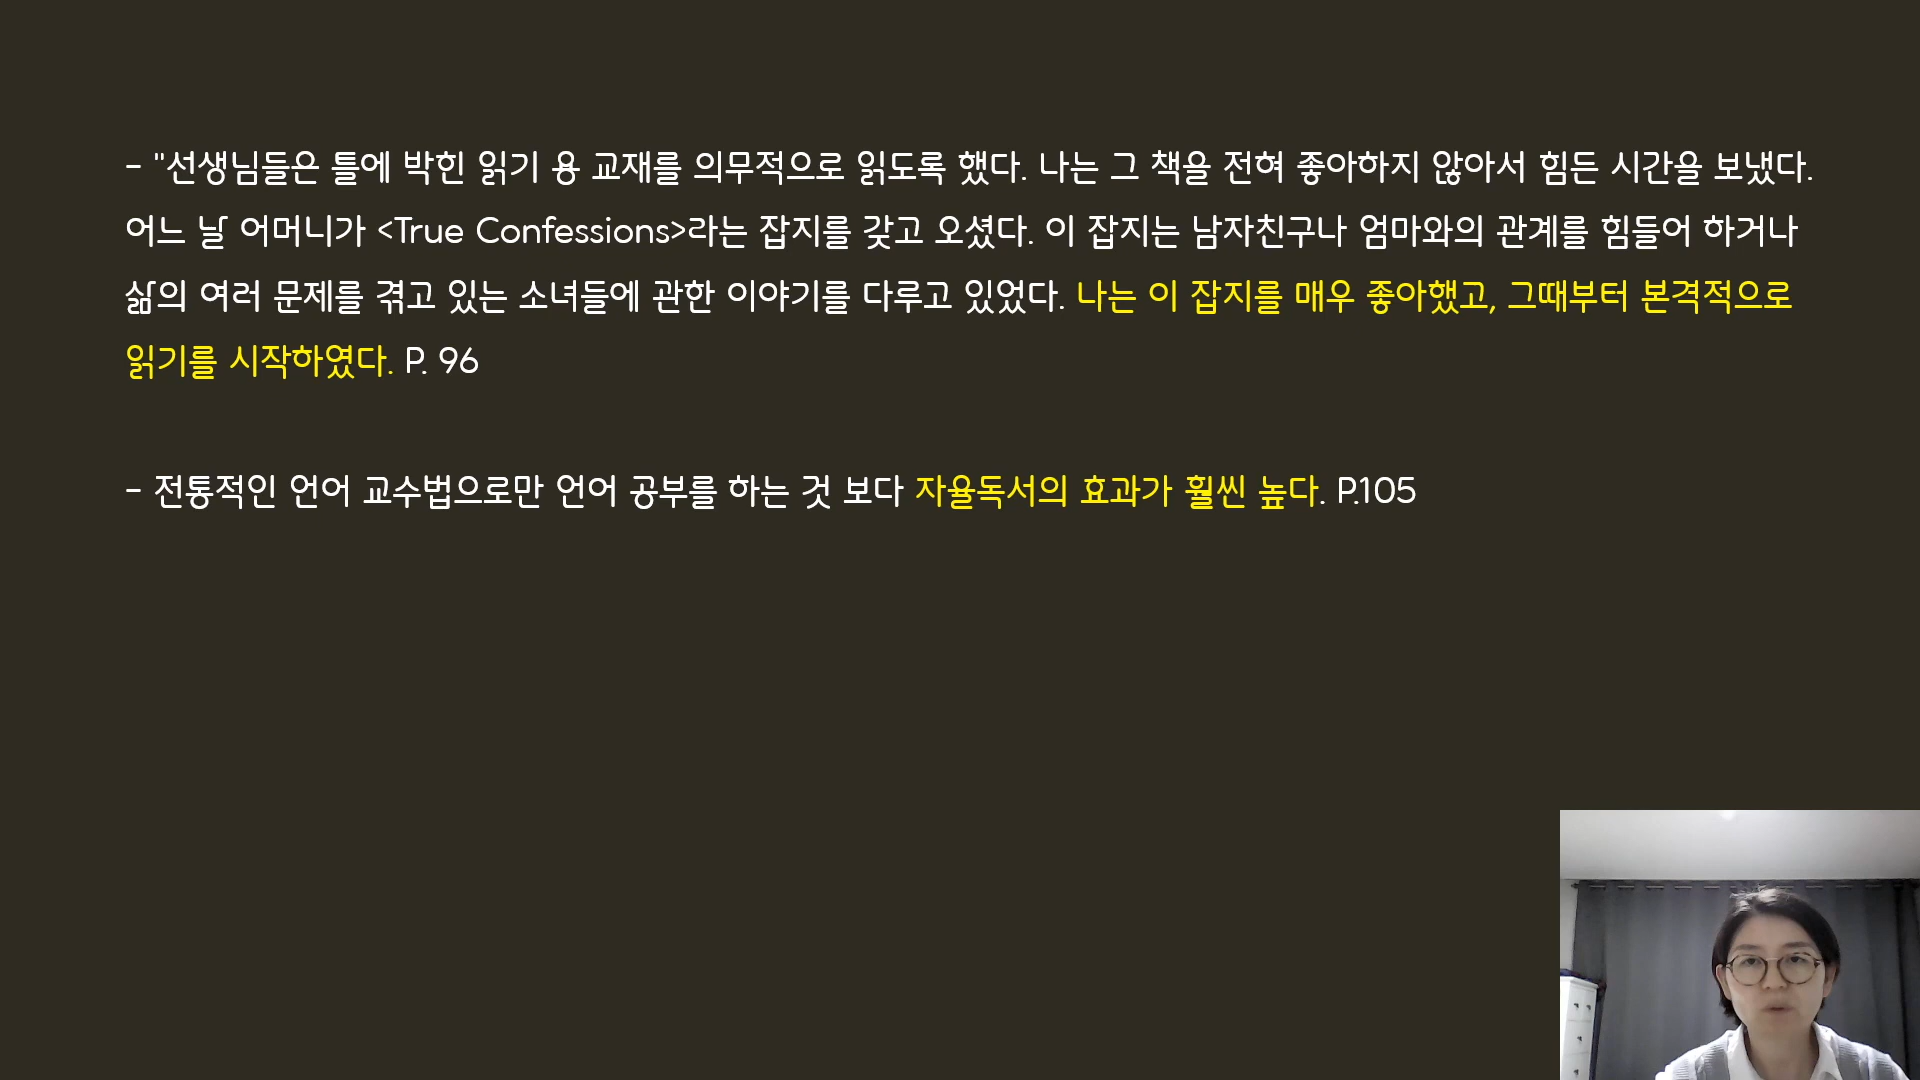 - "선생님들은 틀에 박힌 읽기 용 교재를 의무적으로 읽도록 했다. 나는 그 책을 전혀 좋아하지 않아서 힘든 시간을 보냈다.
어느 날 어머니가 <True Confessions>라는 잡지를 갖고 오셨다. 이 잡지는 남자친구나 엄마와의 관계를 힘들어 하거나
삶의 여러 문제를 겪고 있는 소녀들에 관한 이야기를 다루고 있었다. 나는 이 잡지를 매우 좋아했고, 그때부터 본격적으로
읽기를 시작하였다. P. 96
- 전통적인 언어 교수법으로만 언어 공부를 하는 것 보다 자율독서의 효과가 훨씬 높다. P.105